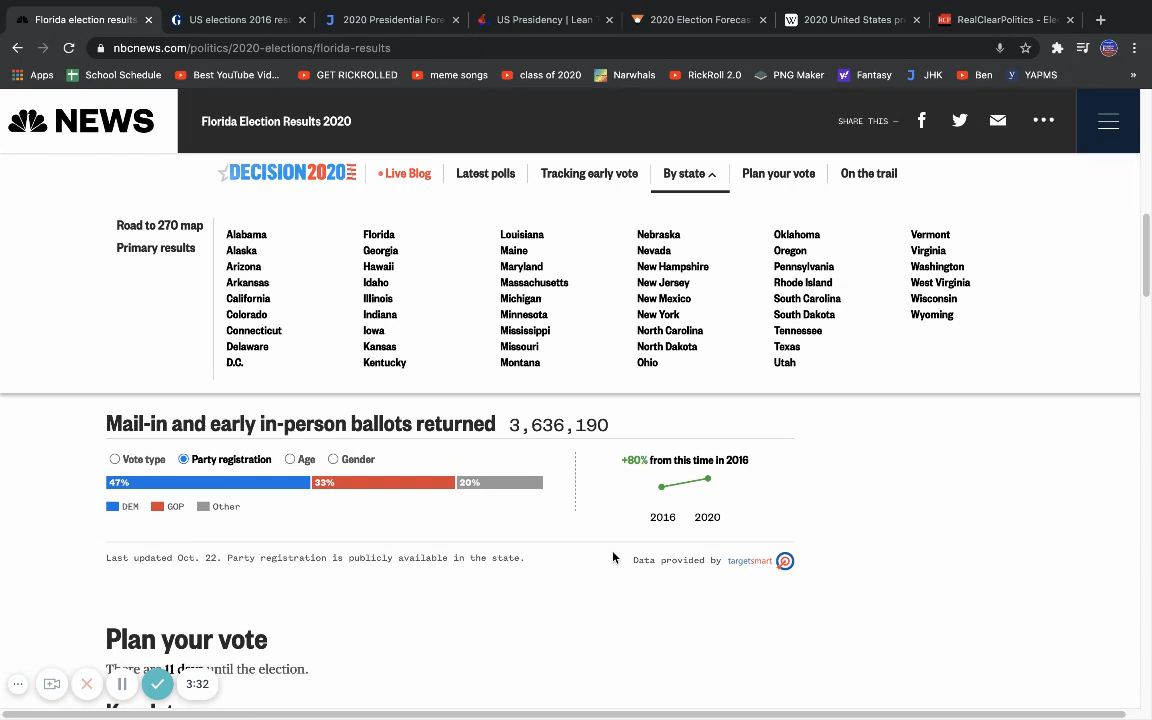 Florida election results
US elections 2016 res
2020 Presidential Fore
US Presidency | Lean T
2020 Election Forecas
2020 United States pr
RealClearPolitics - Ele
nbcnews.com/politics/2020-elections/florida-results
Apps
School Schedule
Best YouTube Vid...
GET RICKROLLED
meme songs
class of 2020
Narwhals
RickRoll 2.0
PNG Maker
Fantasy
JHK
Ben
YAPMS
»
NEWS
Florida Election Results 2020
SHARE THIS —
DECISION2020
• Live Blog
Latest polls
Tracking early vote
By state
Plan your vote
On the trail
Road to 270 map
Primary results
Alabama
Alaska
Arizona
Arkansas
California
Colorado
Connecticut
Delaware
D.C.
Florida
Georgia
Hawaii
Idaho
Illinois
Indiana
Iowa
Kansas
Kentucky
Louisiana
Maine
Maryland
Massachusetts
Michigan
Minnesota
Mississippi
Missouri
Montana
Nebraska
Nevada
New Hampshire
New Jersey
New Mexico
New York
North Carolina
North Dakota
Ohio
Oklahoma
Oregon
Pennsylvania
Rhode Island
South Carolina
South Dakota
Tennessee
Texas
Utah
Vermont
Virginia
Washington
West Virginia
Wisconsin
Wyoming
Mail-in and early in-person ballots returned 3,636,190
Vote type
Party registration
Age
Gender
47%
33%
20%
DEM
GOP
Other
+80% from this time in 2016
2016 2020
Last updated Oct. 22. Party registration is publicly available in the state.
Data provided by targetsmart
Plan your vote
There are 11 days until the election.
3:32